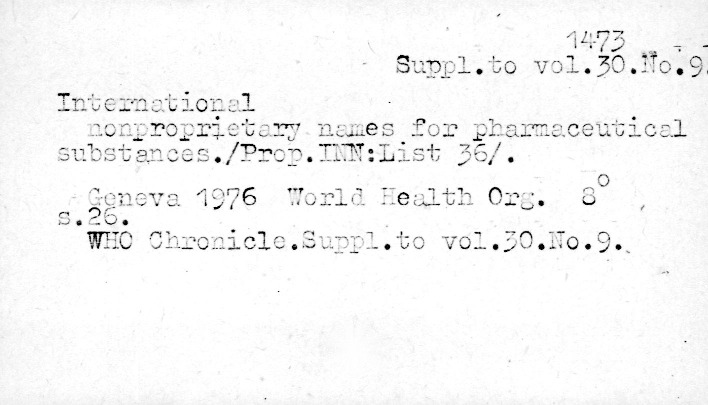 1473
Suppl.to vol.30.No.9.
International
nonproprietary names for pharmaceutical
substances./Prop.INN:List 36/.
Geneva 1976 World Health Org. 8°
s.26.
WHO Chronicle.Suppl.to vol.30.No.9.